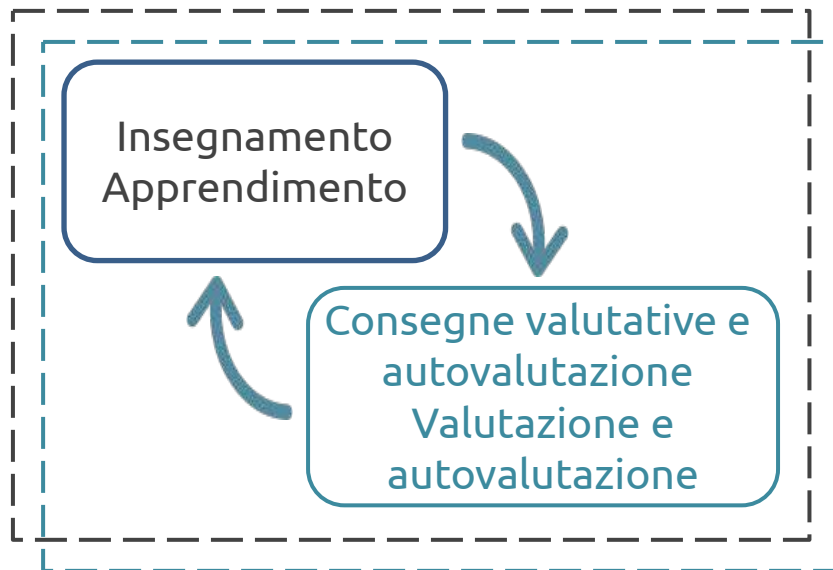 Insegnamento
Apprendimento
Consegne valutative e
autovalutazione
Valutazione e
autovalutazione